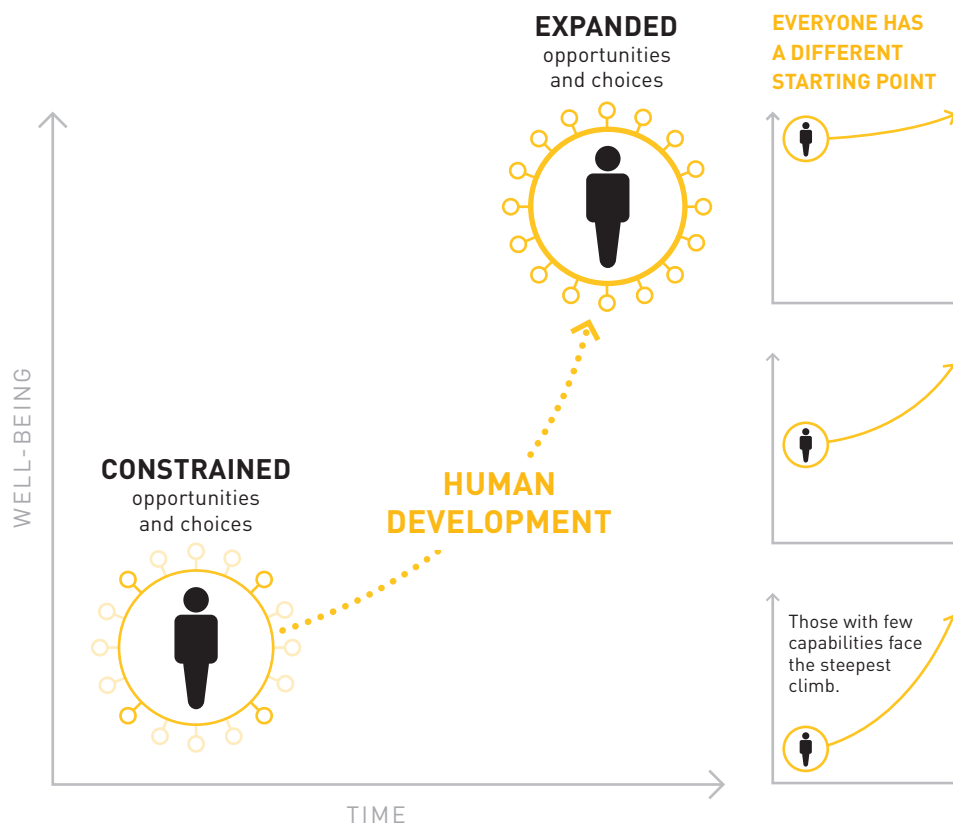 EXPANDED
opportunities
and choices
WELL-BEING
CONSTRAINED
opportunities
and choices
HUMAN
DEVELOPMENT
TIME
EVERYONE HAS
A DIFFERENT
STARTING POINT
Those with few
capabilities face
the steepest
climb.